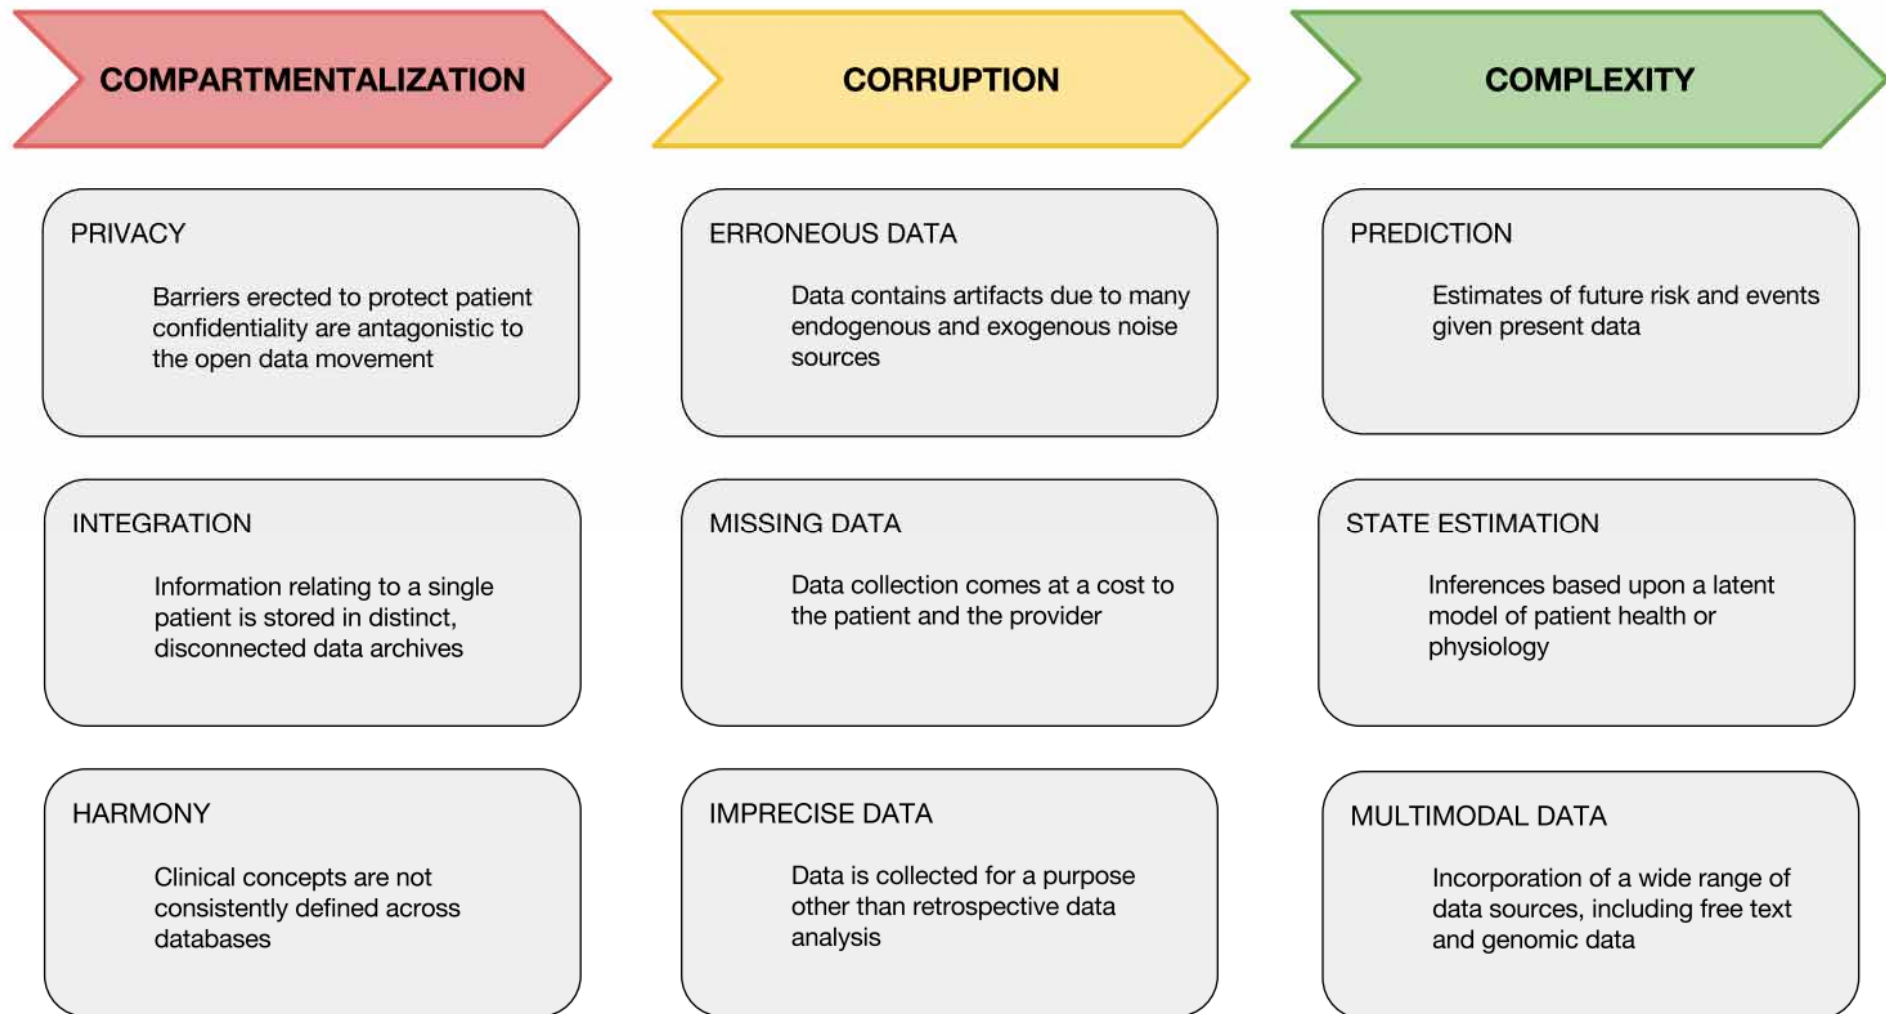 COMPARTMENTALIZATION
CORRUPTION
COMPLEXITY
PRIVACY
Barriers erected to protect patient
confidentiality are antagonistic to
the open data movement
ERRONEOUS DATA
Data contains artifacts due to many
endogenous and exogenous noise
sources
PREDICTION
Estimates of future risk and events
given present data
INTEGRATION
Information relating to a single
patient is stored in distinct,
disconnected data archives
MISSING DATA
Data collection comes at a cost to
the patient and the provider
STATE ESTIMATION
Inferences based upon a latent
model of patient health or
physiology
HARMONY
Clinical concepts are not
consistently defined across
databases
IMPRECISE DATA
Data is collected for a purpose
other than retrospective data
analysis
MULTIMODAL DATA
Incorporation of a wide range of
data sources, including free text
and genomic data